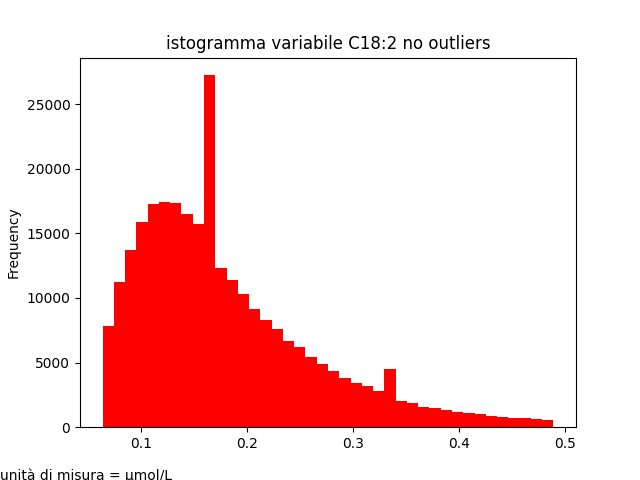 istogramma variabile C18:2 no outliers
25000
20000
15000
10000
5000
0
Frequency
0.1 0.2 0.3 0.4 0.5
unità di misura = μmol/L